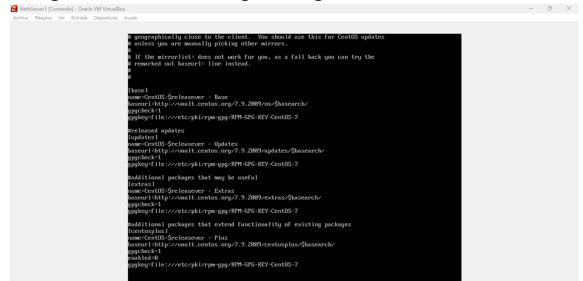 NethServer1 [Corriendo] - Oracle VM VirtualBox
Archivo Máquina Ver Entrada Dispositivos Ayuda
# geographically close to the client. You should use this for CentOS updates
# unless you are manually picking other mirrors.
#
# If the mirrorlist= does not work for you, as a fall back you can try the
# remarked out baseurl= line instead.
#
#
[base]
name=CentOS-$releasever - Base
baseurl=http://vault.centos.org/7.9.2009/os/$basearch/
gpgcheck=1
gpgkey=file:///etc/pki/rpm-gpg/RPM-GPG-KEY-CentOS-7
#released updates
[updates]
name=CentOS-$releasever - Updates
baseurl=http://vault.centos.org/7.9.2009/updates/$basearch/
gpgcheck=1
gpgkey=file:///etc/pki/rpm-gpg/RPM-GPG-KEY-CentOS-7
#additional packages that may be useful
[extras]
name=CentOS-$releasever - Extras
baseurl=http://vault.centos.org/7.9.2009/extras/$basearch/
gpgcheck=1
gpgkey=file:///etc/pki/rpm-gpg/RPM-GPG-KEY-CentOS-7
#additional packages that extend functionality of existing packages
[centosplus]
name=CentOS-$releasever - Plus
baseurl=http://vault.centos.org/7.9.2009/centosplus/$basearch/
gpgcheck=1
enabled=0
gpgkey=file:///etc/pki/rpm-gpg/RPM-GPG-KEY-CentOS-7